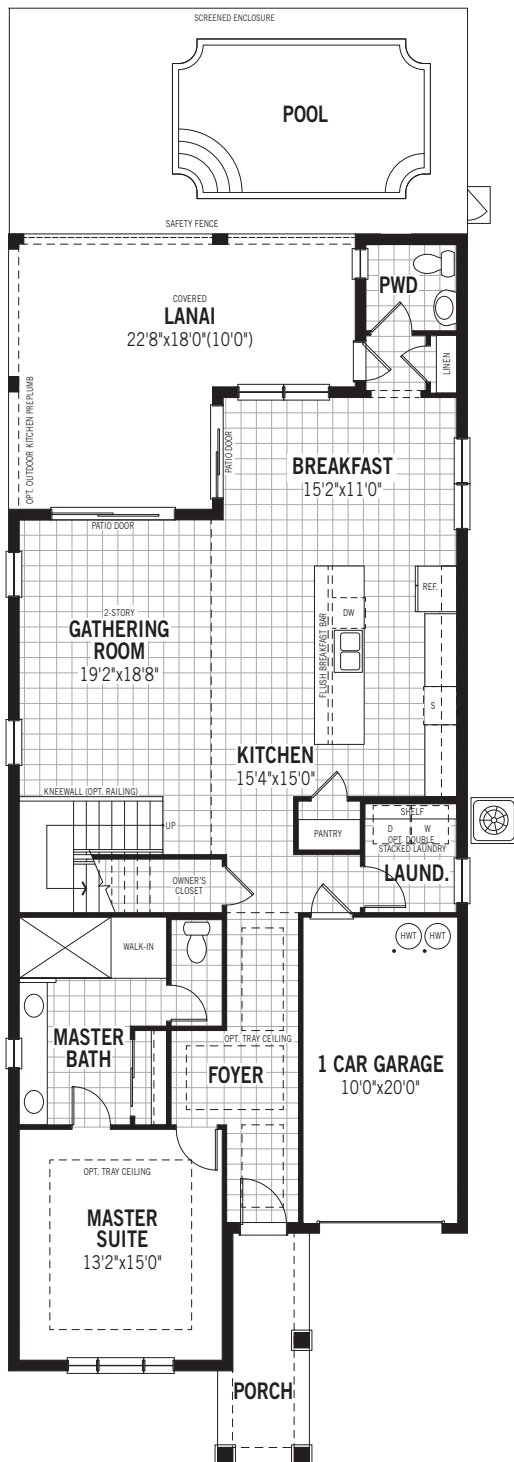 SCREENED ENCLOSURE
POOL
SAFETY FENCE
PWD
COVERED
LANAI
22'8"x18'0"(10'0")
LINEN
OPT. OUTDOOR KITCHEN PREPLUMB
PATIO DOOR
BREAKFAST
15'2"x11'0"
PATIO DOOR
REF.
DW
FLUSH BREAKFAST BAR
2-STORY
GATHERING
ROOM
19'2"x18'8"
S
KITCHEN
15'4"x15'0"
KNEEWALL (OPT. RAILING)
UP
PANTRY
SHELF
D
W
OPT. DOUBLE
STACKED LAUNDRY
LAUND.
OWNER'S
CLOSET
WALK-IN
HWT
HWT
MASTER
BATH
OPT. TRAY CEILING
FOYER
1 CAR GARAGE
10'0"x20'0"
OPT. TRAY CEILING
MASTER
SUITE
13'2"x15'0"
PORCH